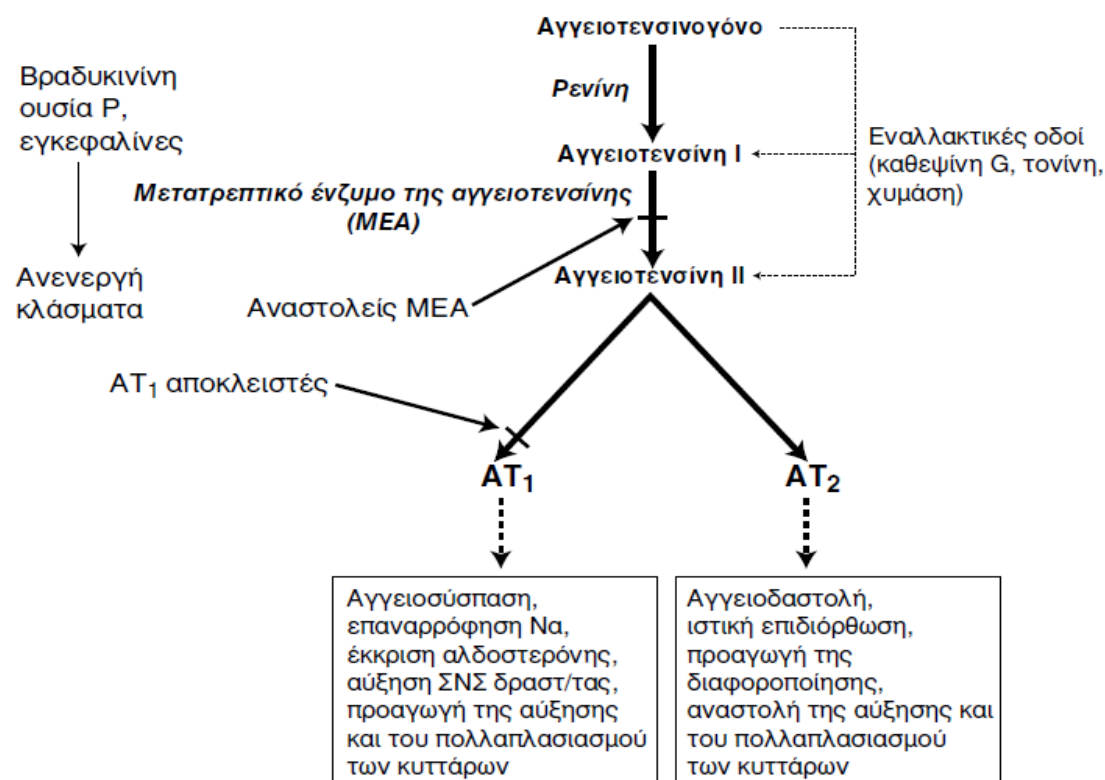 Αγγειοτενσινογόνο
Βραδυκινίνη
ουσία P,
εγκεφαλίνες
Ρενίνη
Εναλλακτικές οδοί
(καθεψίνη G, τονίνη,
χυμάση)
Αγγειοτενσίνη I
Μετατρεπτικό ένζυμο της αγγειοτενσίνης
(ΜΕΑ)
Ανενεργή
κλάσματα
Αγγειοτενσίνη II
Αναστολείς ΜΕΑ
AT₁ αποκλειστές
AT₁
AT₂
Αγγειοσύσπαση,
επαναρρόφηση Να,
έκκριση αλδοστερόνης,
αύξηση ΣΝΣ δραστ/τας,
προαγωγή της αύξησης
και του πολλαπλασιασμού
των κυττάρων
Αγγειοδαστολή,
ιστική επιδιόρθωση,
προαγωγή της
διαφοροποίησης,
αναστολή της αύξησης και
του πολλαπλασιασμού
των κυττάρων